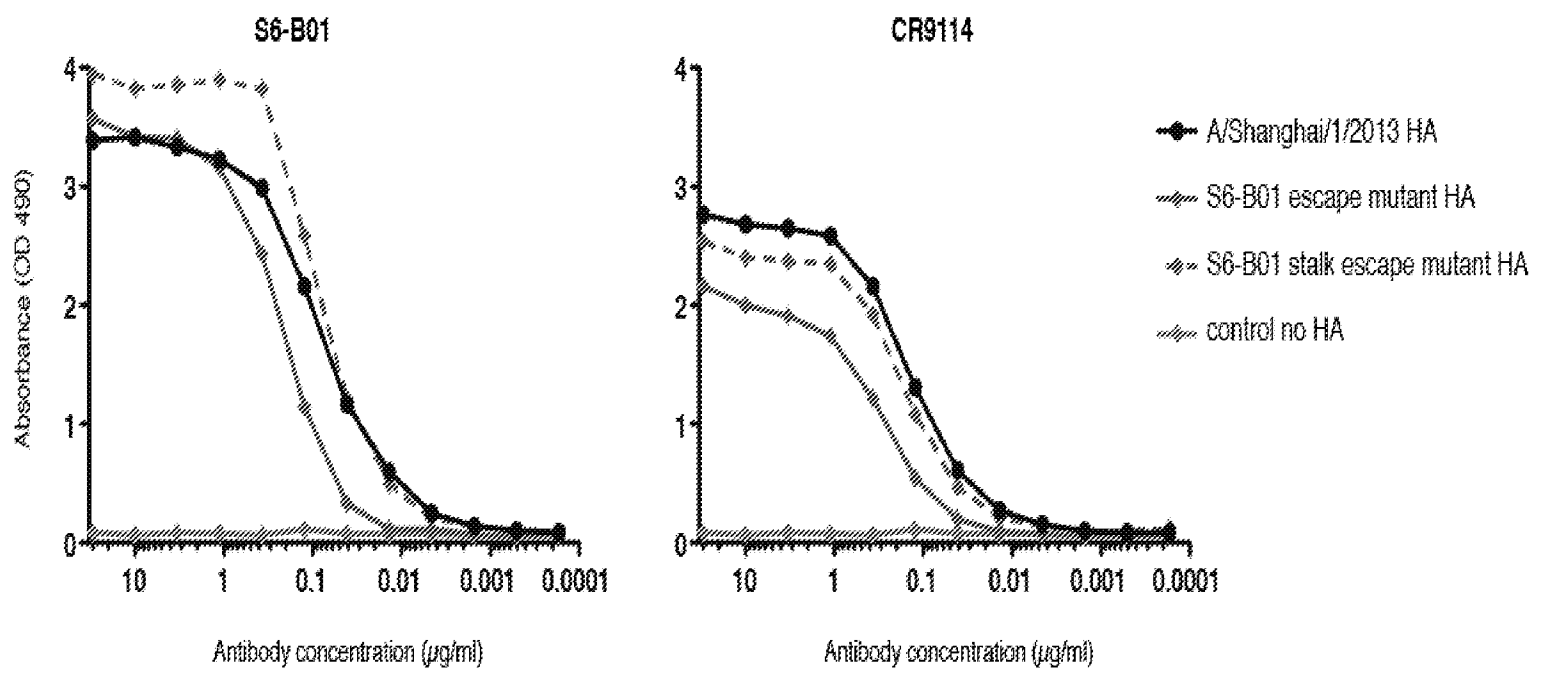 S6-B01
CR9114
Absorbance (OD 490)
4
3
2
1
0
10 1 0.1 0.01 0.001 0.0001
Antibody concentration (µg/ml)
4
3
2
1
0
10 1 0.1 0.01 0.001 0.0001
Antibody concentration (µg/ml)
A/Shanghai/1/2013 HA
S6-B01 escape mutant HA
S6-B01 stalk escape mutant HA
control no HA